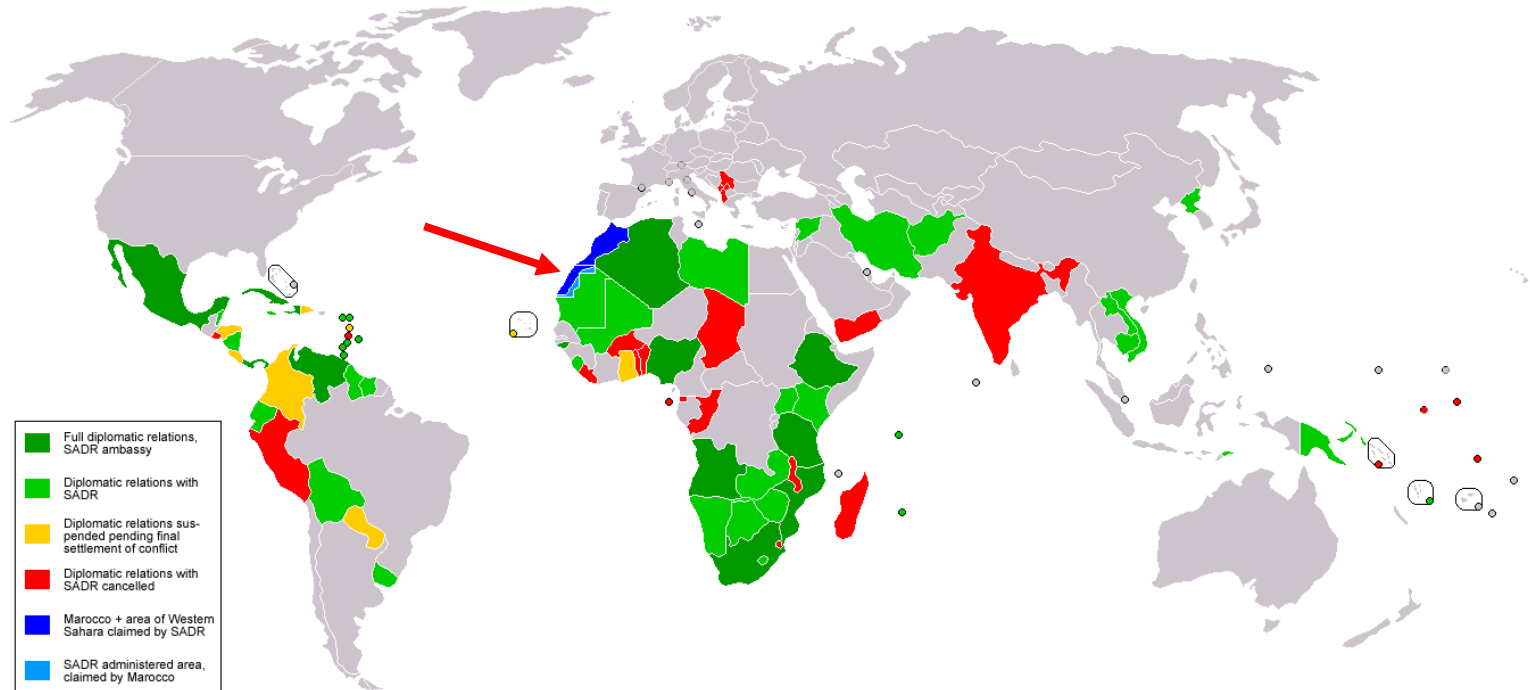 Full diplomatic relations,
SADR ambassy
Diplomatic relations with
SADR
Diplomatic relations sus-
pended pending final
settlement of conflict
Diplomatic relations with
SADR cancelled
Marocco + area of Western
Sahara claimed by SADR
SADR administered area,
claimed by Marocco